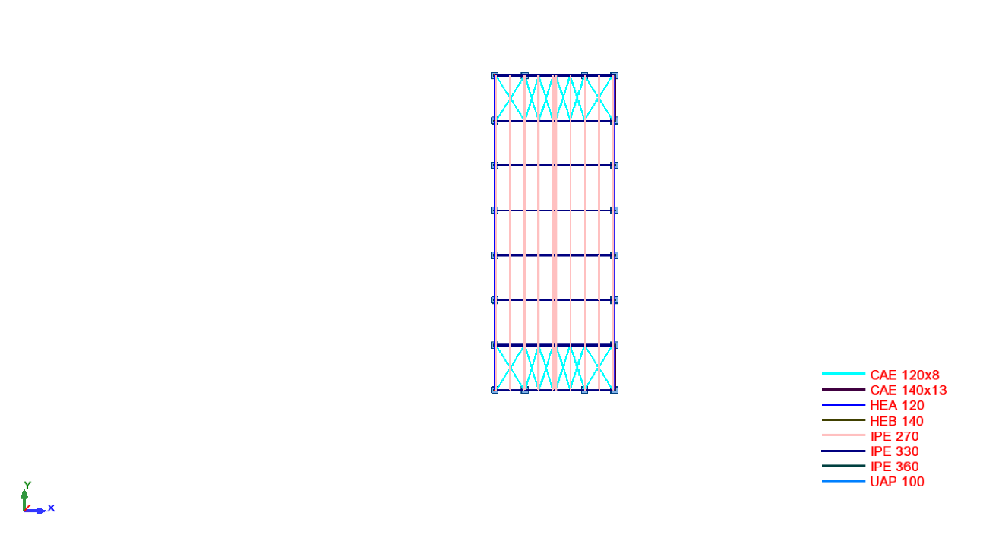 CAE 120x8
CAE 140x13
HEA 120
HEB 140
IPE 270
IPE 330
IPE 360
UAP 100
Y
Z X